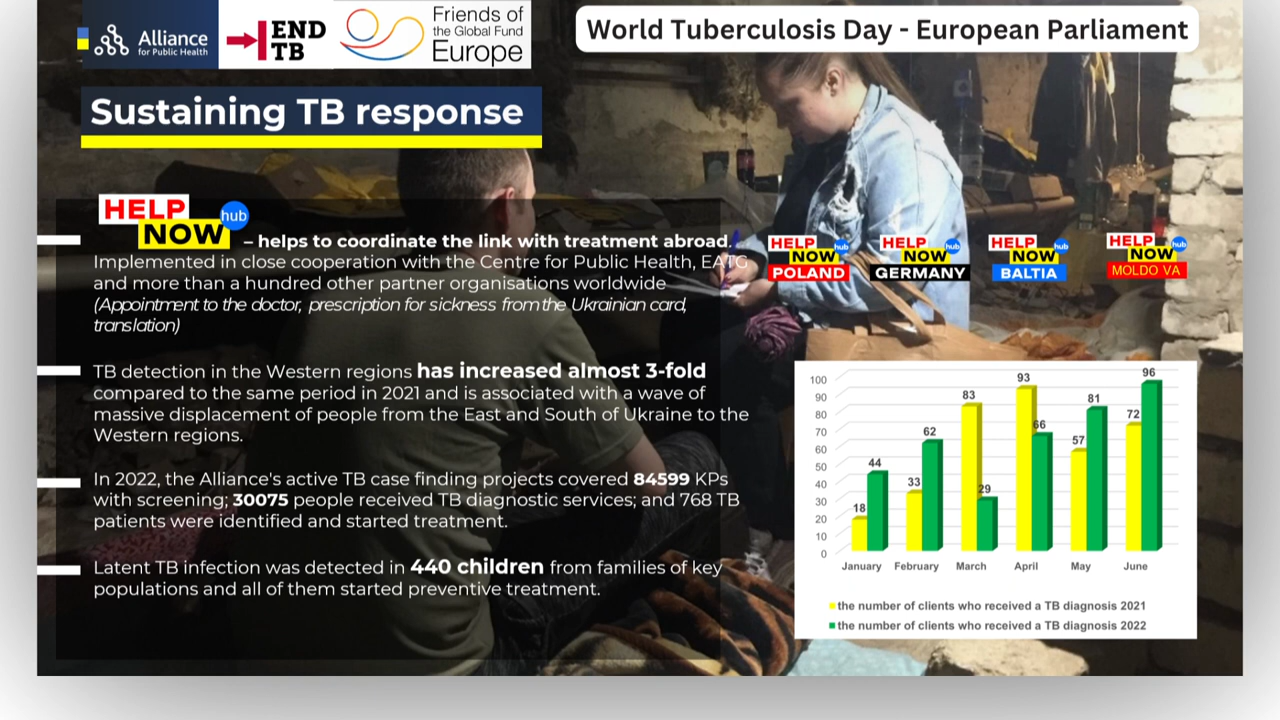 Alliance
for Public Health
END
TB
Friends of
the Global Fund
Europe
World Tuberculosis Day - European Parliament
Sustaining TB response
HELP
NOW
hub
– helps to coordinate the link with treatment abroad.
Implemented in close cooperation with the Centre for Public Health, EATG
and more than a hundred other partner organisations worldwide
(Appointment to the doctor, prescription for sickness from the Ukrainian card,
translation)
TB detection in the Western regions has increased almost 3-fold
compared to the same period in 2021 and is associated with a wave of
massive displacement of people from the East and South of Ukraine to the
Western regions.
In 2022, the Alliance's active TB case finding projects covered 84599 KPs
with screening; 30075 people received TB diagnostic services; and 768 TB
patients were identified and started treatment.
Latent TB infection was detected in 440 children from families of key
populations and all of them started preventive treatment.
HELP
NOW
hub
POLAND
HELP
NOW
hub
GERMANY
HELP
NOW
hub
BALTIA
HELP
NOW
hub
MOLDO VA
100
90
80
70
60
50
40
30
20
10
0
18
44
33
62
83
29
93
66
57
81
72
96
January February March April May June
the number of clients who received a TB diagnosis 2021
the number of clients who received a TB diagnosis 2022